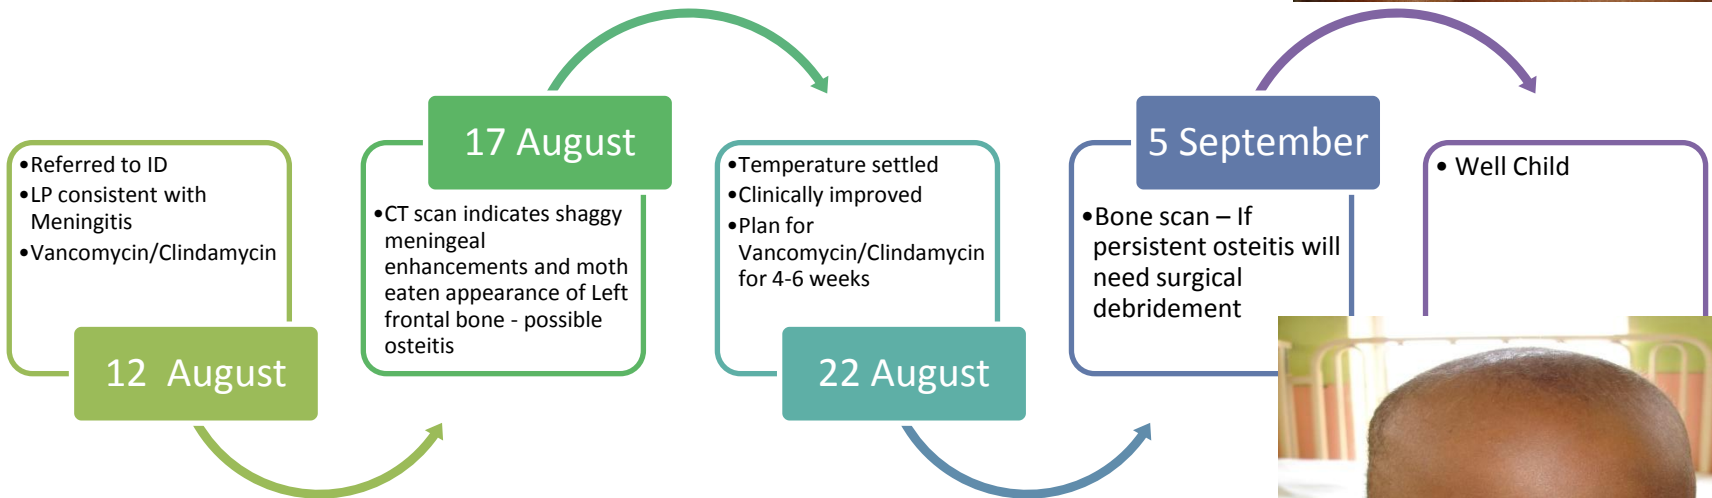 •Referred to ID
•LP consistent with
Meningitis
•Vancomycin/Clindamycin
12 August
17 August
•CT scan indicates shaggy
meningeal
enhancements and moth
eaten appearance of Left
frontal bone - possible
osteitis
•Temperature settled
•Clinically improved
•Plan for
Vancomycin/Clindamycin
for 4-6 weeks
22 August
5 September
•Bone scan – If
persistent osteitis will
need surgical
debridement
• Well Child